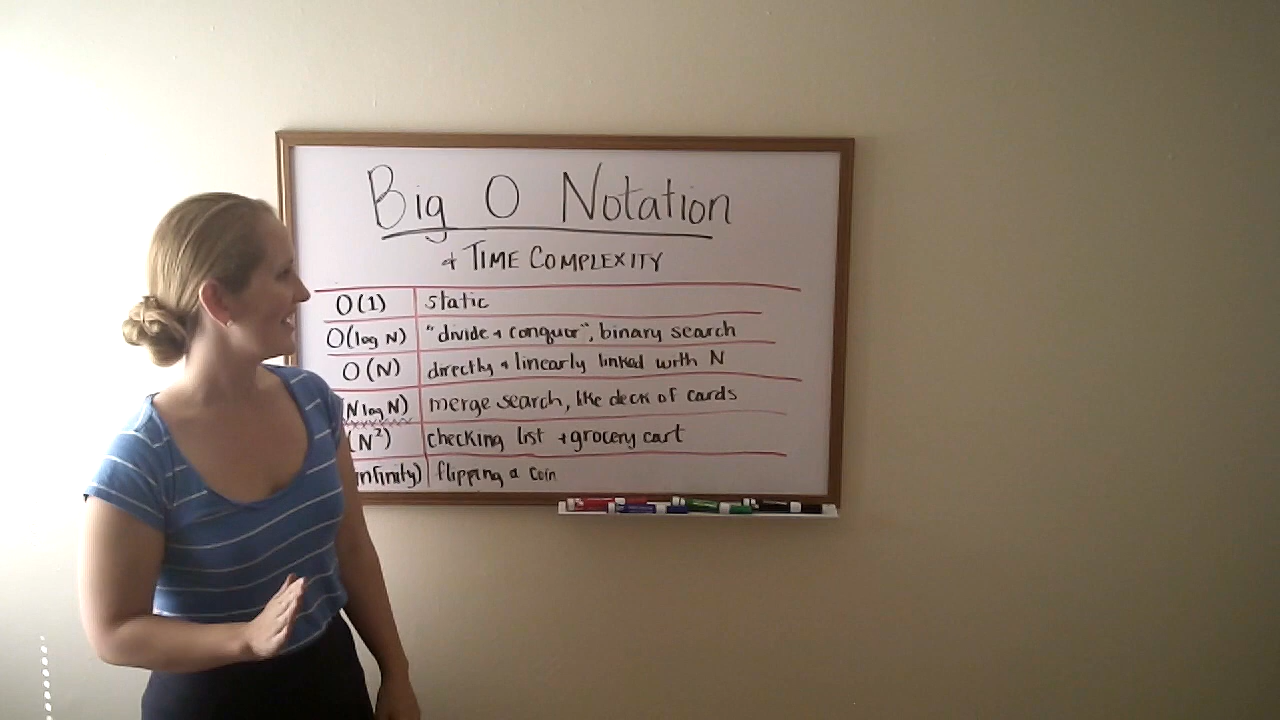 Big O Notation
+ TIME COMPLEXITY
O(1) static
O(log N) "divide + conquor", binary search
O(N) directly + linearly linked with N
(N log N) merge search, like deck of cards
(N²) checking list + grocery cart
infinity) flipping a coin